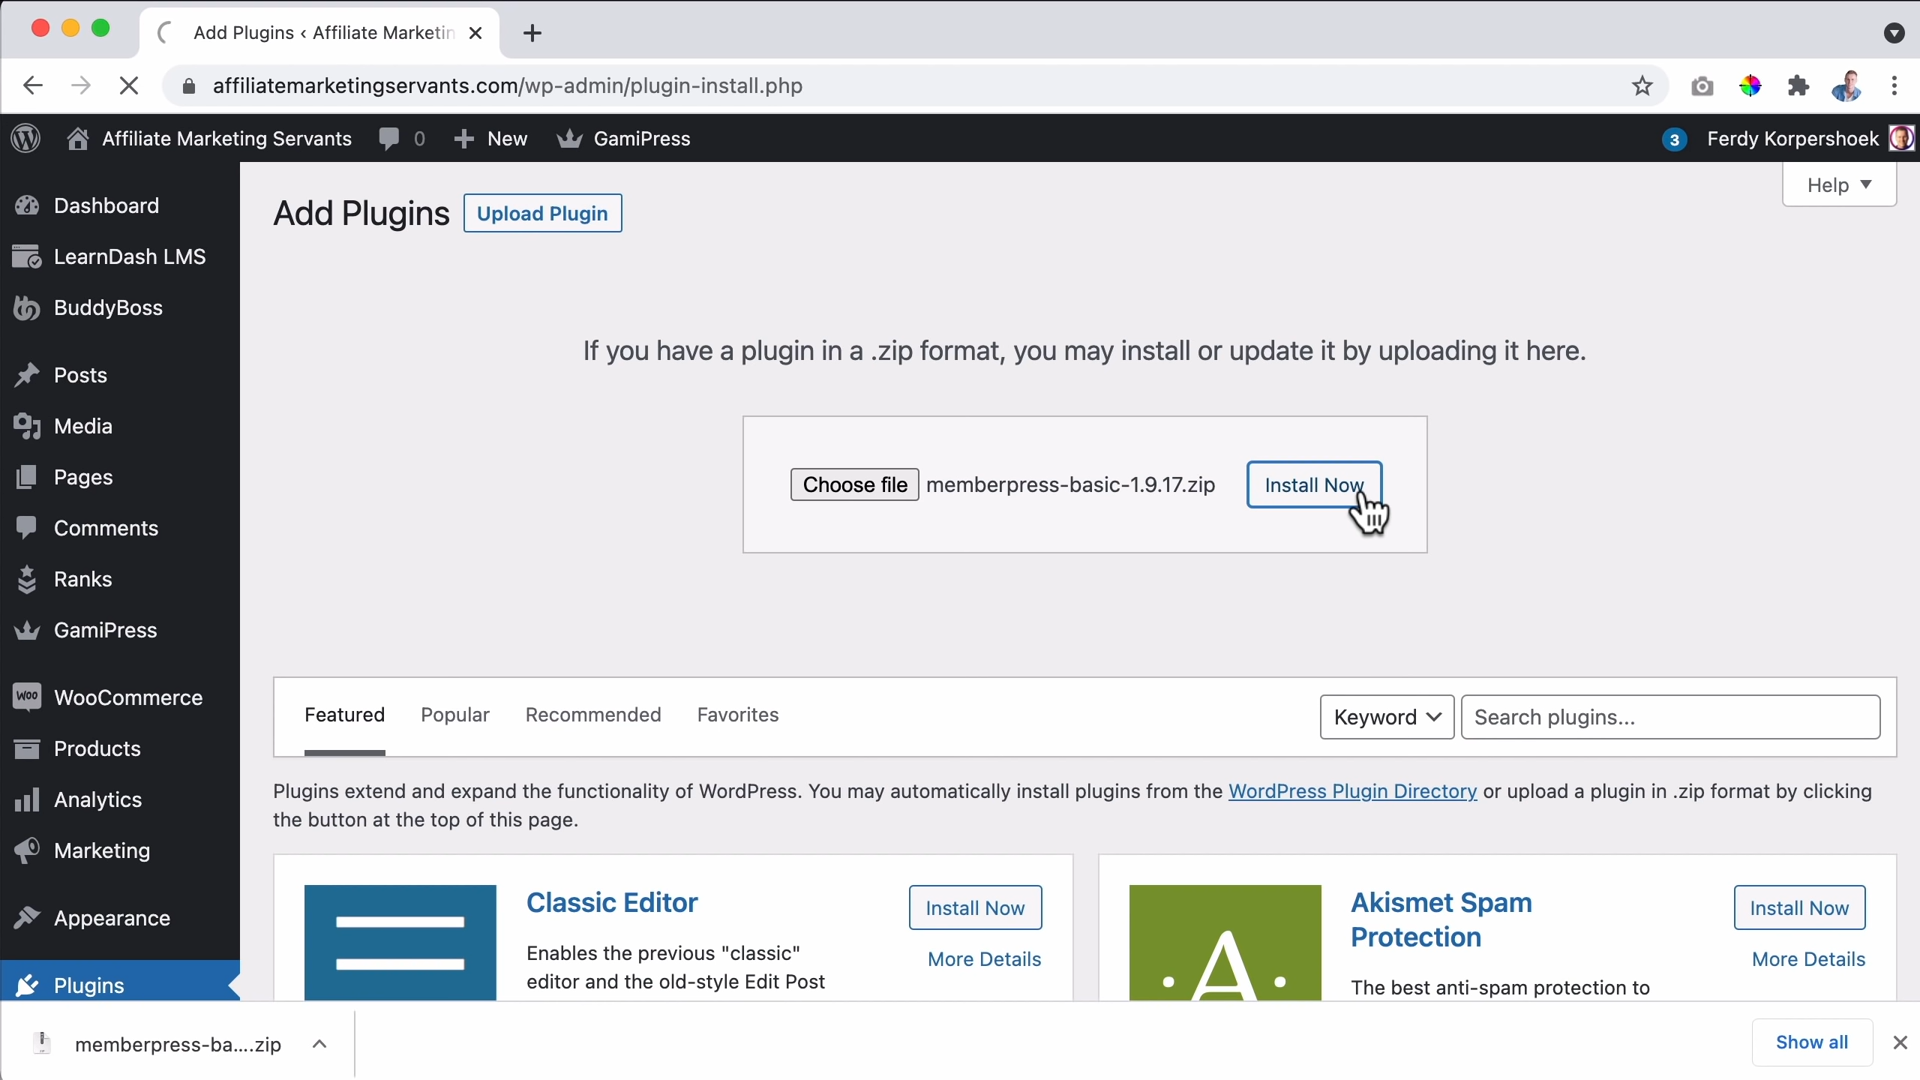 Add Plugins ‹ Affiliate Marketin
affiliatemarketingservants.com/wp-admin/plugin-install.php
Affiliate Marketing Servants
0
New
GamiPress
3
Ferdy Korpershoek
Dashboard
LearnDash LMS
BuddyBoss
Posts
Media
Pages
Comments
Ranks
GamiPress
WOO
WooCommerce
Products
Analytics
Marketing
Appearance
Plugins
Help
Add Plugins
Upload Plugin
If you have a plugin in a .zip format, you may install or update it by uploading it here.
Choose file memberpress-basic-1.9.17.zip
Install Now
Featured
Popular
Recommended
Favorites
Keyword
Search plugins...
Plugins extend and expand the functionality of WordPress. You may automatically install plugins from the WordPress Plugin Directory or upload a plugin in .zip format by clicking
the button at the top of this page.
Classic Editor
Install Now
More Details
Enables the previous "classic"
editor and the old-style Edit Post
A
Akismet Spam
Protection
Install Now
More Details
The best anti-spam protection to
memberpress-ba....zip
Show all